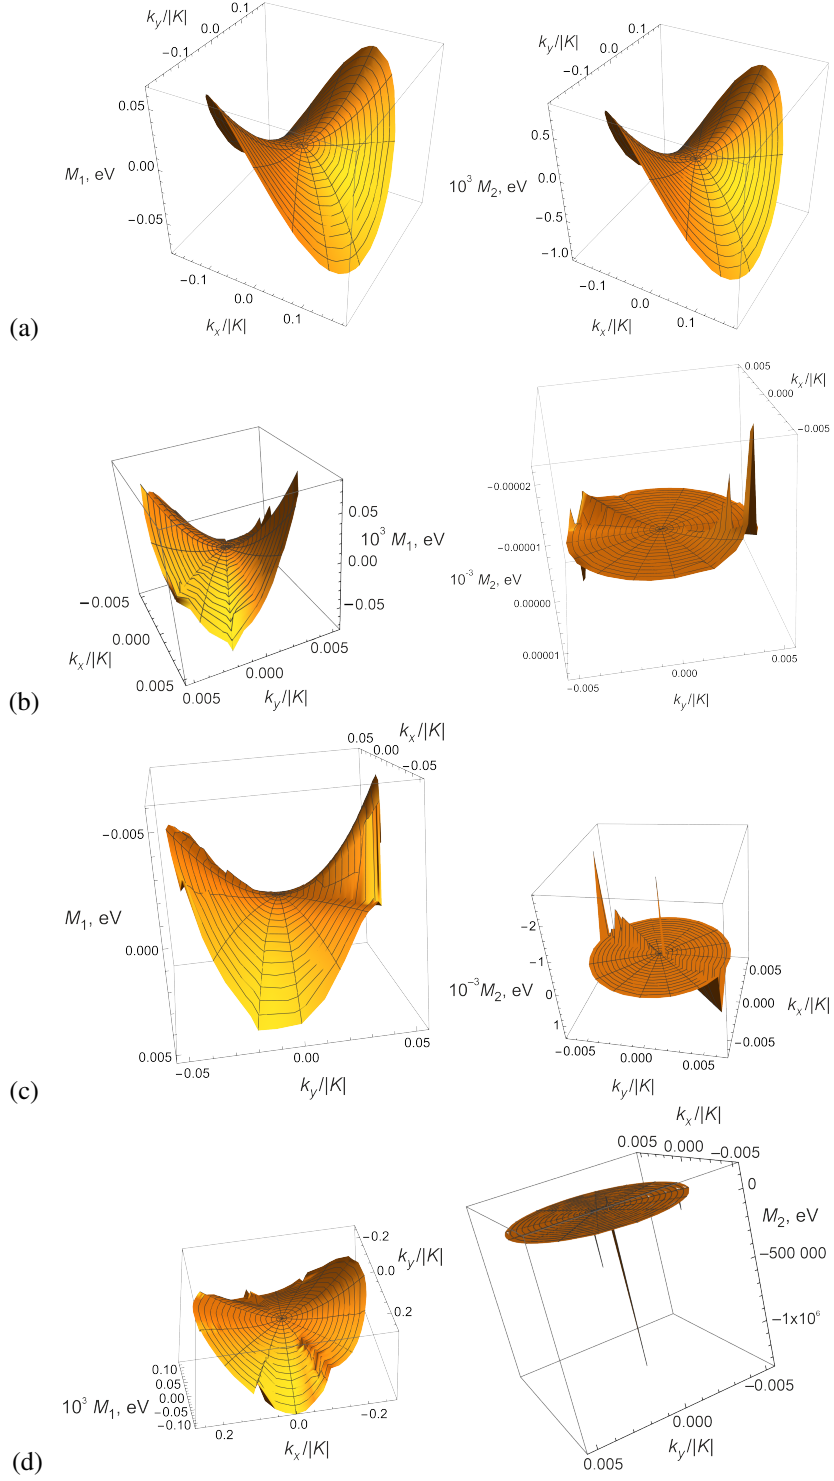 k_y/|K|
−0.1
0.0
0.1
0.05
M_1, eV
0.00
−0.05
−0.1
0.0
0.1
k_x/|K|
k_y/|K|
−0.1
0.0
0.1
0.5
10^3 M_2, eV
0.0
−0.5
−1.0
−0.1
0.0
0.1
k_x/|K|
(a)
0.05
10^3 M_1, eV
0.00
−0.05
−0.005
0.000
k_x/|K|
0.005
0.005
0.000
0.005
k_y/|K|
0.005
k_x/|K|
0.000
−0.005
−0.00002
−0.00001
10^-3 M_2, eV
0.00000
0.00001
−0.005
0.000
0.005
k_y/|K|
(b)
k_x/|K|
0.05
0.00
−0.05
−0.005
M_1, eV
0.000
0.005
−0.05
0.00
0.05
k_y/|K|
−2
−1
10^−3 M_2, eV
0
1
0.005
0.000
k_x/|K|
−0.005
−0.005
0.000
0.005
k_y/|K|
(c)
−0.2
k_y/|K|
0.0
0.2
0.10
0.05
0.00
10^3 M_1, eV
−0.05
−0.10
0.2
0.0
−0.2
k_x/|K|
k_x/|K|
0.005
0.000
−0.005
0
M_2, eV
−500 000
−1x10^6
−0.005
0.000
k_y/|K|
0.005
(d)